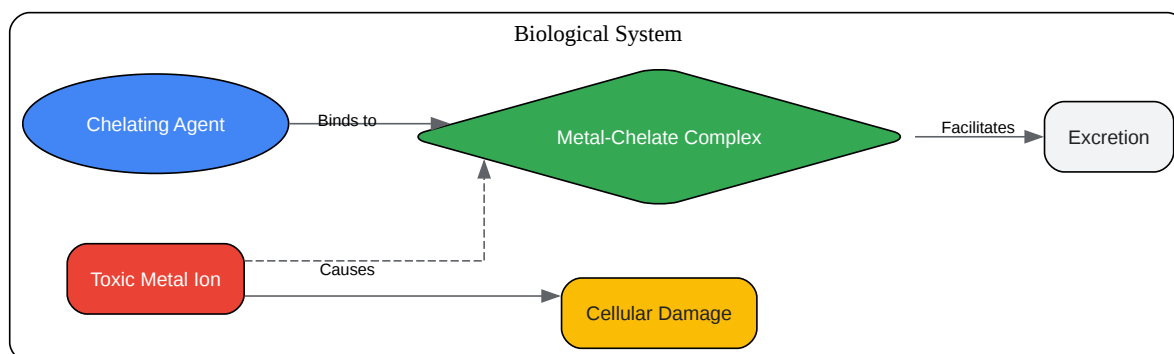 Biological System
Chelating Agent
Binds to
Metal-Chelate Complex
Facilitates
Excretion
Toxic Metal Ion
Causes
Cellular Damage